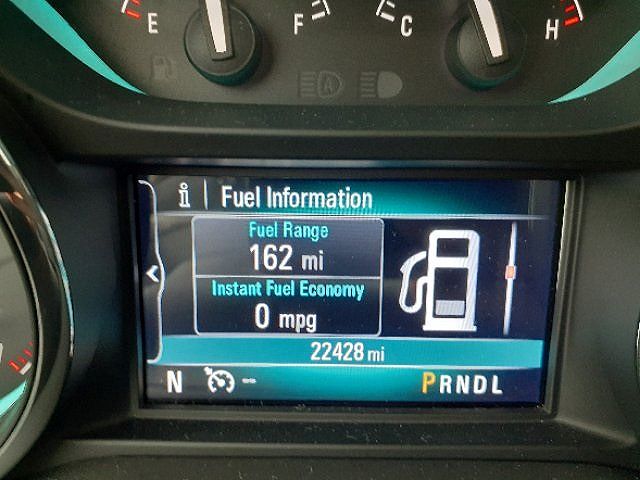 E F C H
A
Fuel Information
Fuel Range
162 mi
Instant Fuel Economy
0 mpg
22428 mi
N -- PRNDL